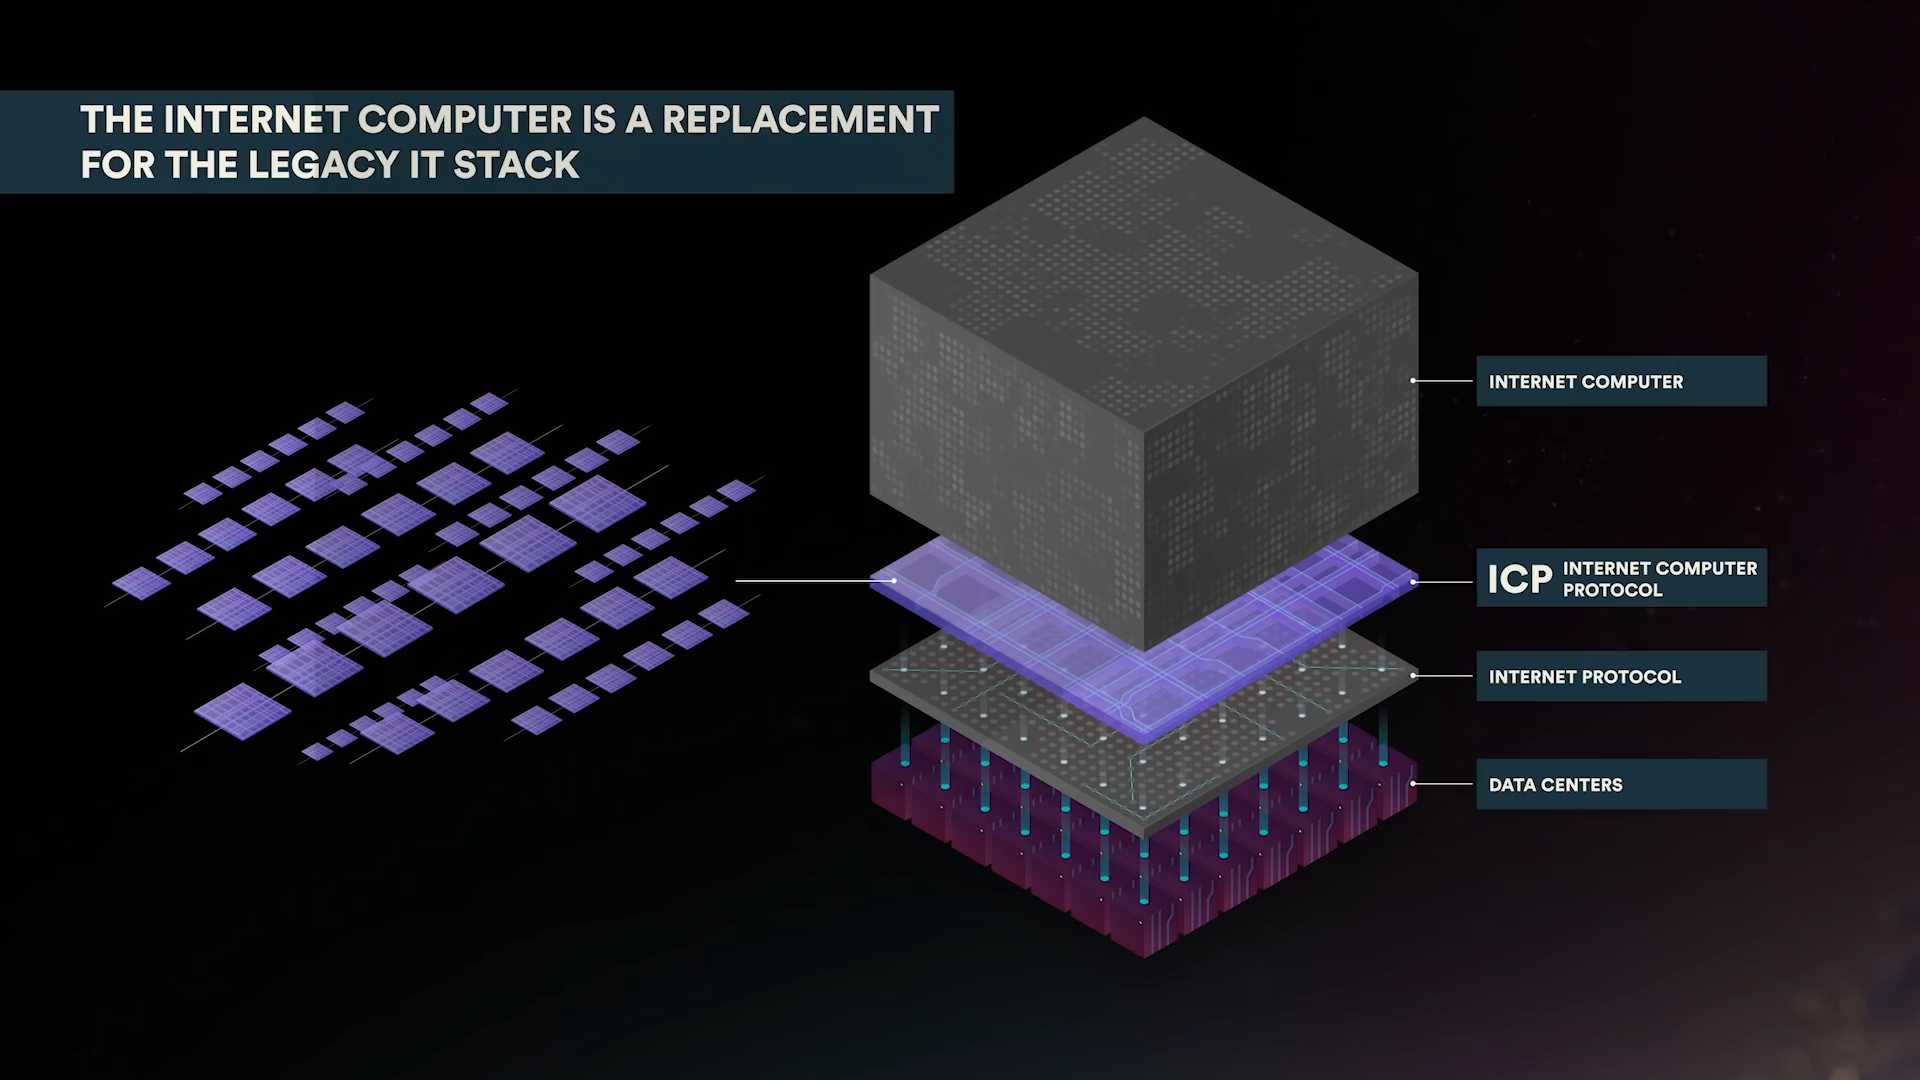 THE INTERNET COMPUTER IS A REPLACEMENT
FOR THE LEGACY IT STACK
INTERNET COMPUTER
ICP INTERNET COMPUTER
PROTOCOL
INTERNET PROTOCOL
DATA CENTERS